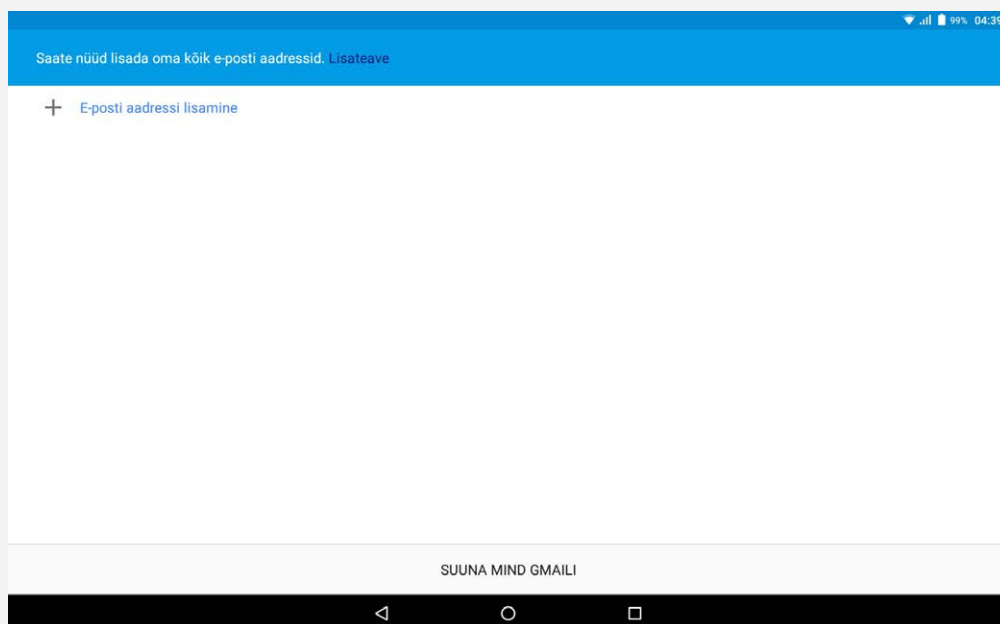 99% 04:39
Saate nüüd lisada oma kõik e-posti aadressid. Lisateave
E-posti aadressi lisamine
SUUNA MIND GMAILI